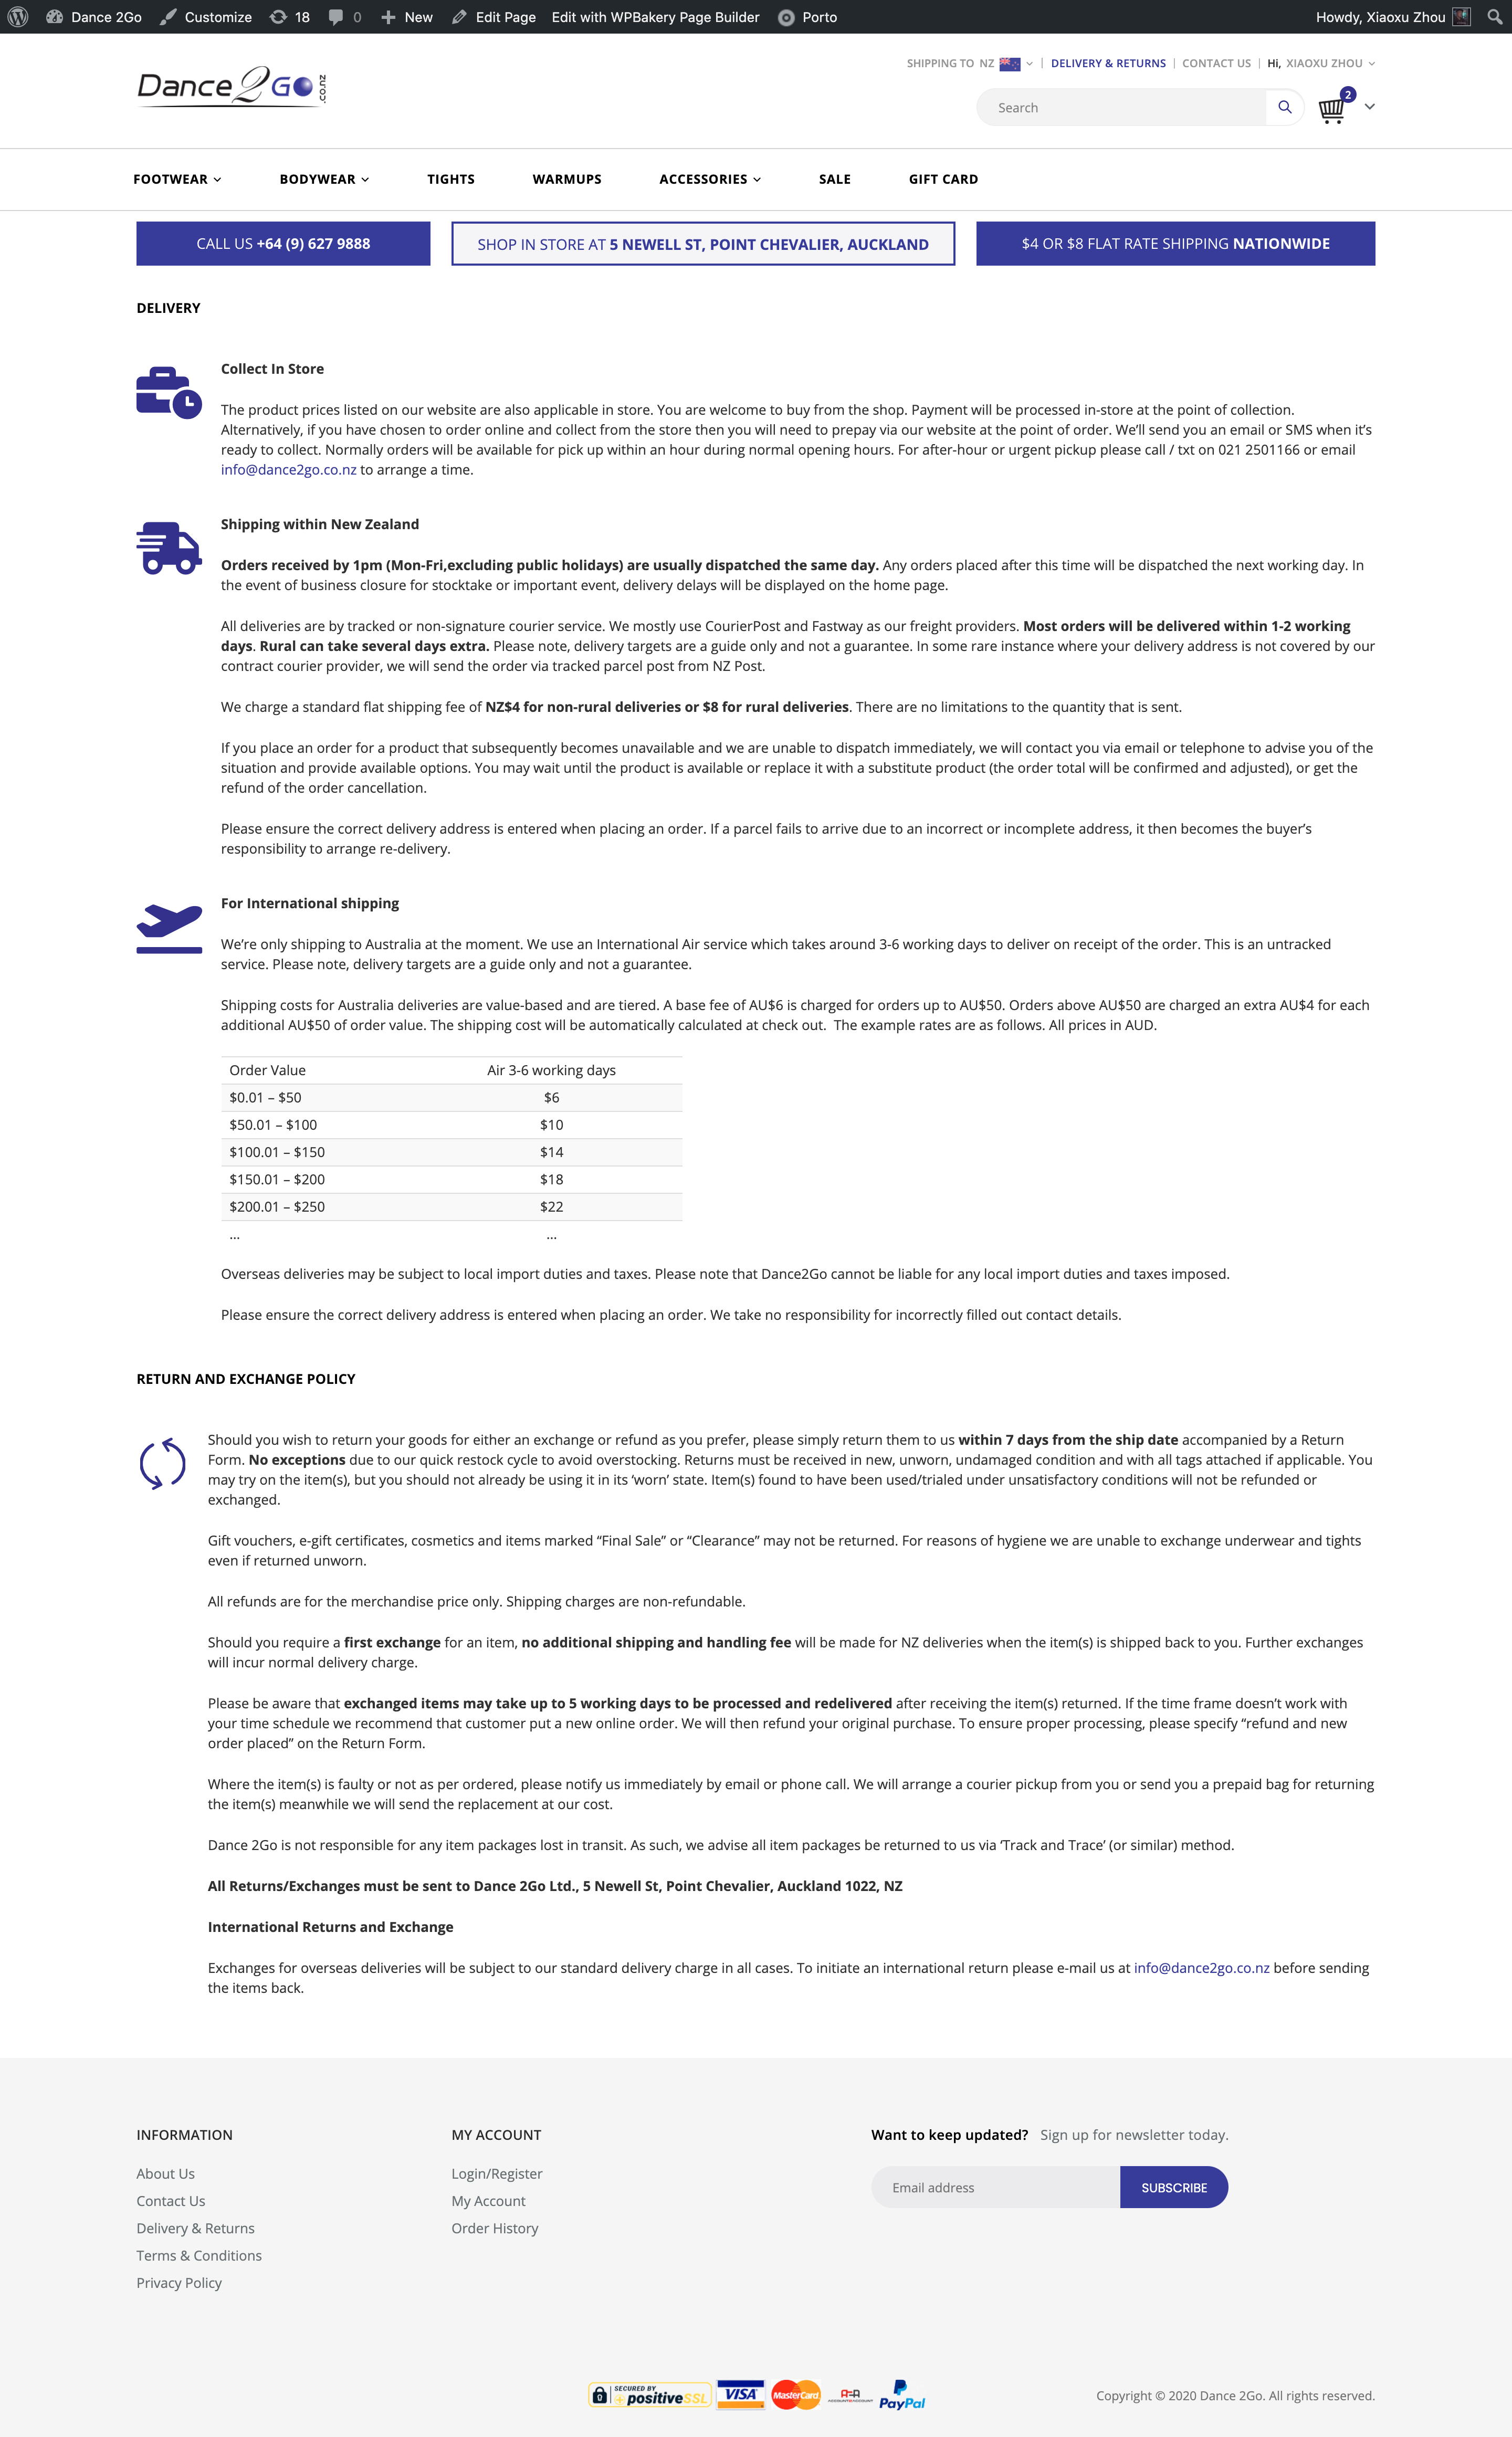 Dance 2Go Customize 18 0 New Edit Page Edit with WPBakery Page Builder Porto Howdy, Xiaoxu Zhou
Dance2Go.co.nz
SHIPPING TO NZ | DELIVERY & RETURNS | CONTACT US | Hi, XIAOXU ZHOU
Search
2
FOOTWEAR BODYWEAR TIGHTS WARMUPS ACCESSORIES SALE GIFT CARD
CALL US +64 (9) 627 9888
SHOP IN STORE AT 5 NEWELL ST, POINT CHEVALIER, AUCKLAND
$4 OR $8 FLAT RATE SHIPPING NATIONWIDE
DELIVERY
Collect In Store
The product prices listed on our website are also applicable in store. You are welcome to buy from the shop. Payment will be processed in-store at the point of collection.
Alternatively, if you have chosen to order online and collect from the store then you will need to prepay via our website at the point of order. We’ll send you an email or SMS when it’s
ready to collect. Normally orders will be available for pick up within an hour during normal opening hours. For after-hour or urgent pickup please call / txt on 021 2501166 or email
info@dance2go.co.nz to arrange a time.
Shipping within New Zealand
Orders received by 1pm (Mon-Fri,excluding public holidays) are usually dispatched the same day. Any orders placed after this time will be dispatched the next working day. In
the event of business closure for stocktake or important event, delivery delays will be displayed on the home page.
All deliveries are by tracked or non-signature courier service. We mostly use CourierPost and Fastway as our freight providers. Most orders will be delivered within 1-2 working
days. Rural can take several days extra. Please note, delivery targets are a guide only and not a guarantee. In some rare instance where your delivery address is not covered by our
contract courier provider, we will send the order via tracked parcel post from NZ Post.
We charge a standard flat shipping fee of NZ$4 for non-rural deliveries or $8 for rural deliveries. There are no limitations to the quantity that is sent.
If you place an order for a product that subsequently becomes unavailable and we are unable to dispatch immediately, we will contact you via email or telephone to advise you of the
situation and provide available options. You may wait until the product is available or replace it with a substitute product (the order total will be confirmed and adjusted), or get the
refund of the order cancellation.
Please ensure the correct delivery address is entered when placing an order. If a parcel fails to arrive due to an incorrect or incomplete address, it then becomes the buyer’s
responsibility to arrange re-delivery.
For International shipping
We’re only shipping to Australia at the moment. We use an International Air service which takes around 3-6 working days to deliver on receipt of the order. This is an untracked
service. Please note, delivery targets are a guide only and not a guarantee.
Shipping costs for Australia deliveries are value-based and are tiered. A base fee of AU$6 is charged for orders up to AU$50. Orders above AU$50 are charged an extra AU$4 for each
additional AU$50 of order value. The shipping cost will be automatically calculated at check out. The example rates are as follows. All prices in AUD.
Order Value Air 3-6 working days
$0.01 – $50 $6
$50.01 – $100 $10
$100.01 – $150 $14
$150.01 – $200 $18
$200.01 – $250 $22
... ...
Overseas deliveries may be subject to local import duties and taxes. Please note that Dance2Go cannot be liable for any local import duties and taxes imposed.
Please ensure the correct delivery address is entered when placing an order. We take no responsibility for incorrectly filled out contact details.
RETURN AND EXCHANGE POLICY
Should you wish to return your goods for either an exchange or refund as you prefer, please simply return them to us within 7 days from the ship date accompanied by a Return
Form. No exceptions due to our quick restock cycle to avoid overstocking. Returns must be received in new, unworn, undamaged condition and with all tags attached if applicable. You
may try on the item(s), but you should not already be using it in its ‘worn’ state. Item(s) found to have been used/trialed under unsatisfactory conditions will not be refunded or
exchanged.
Gift vouchers, e-gift certificates, cosmetics and items marked “Final Sale” or “Clearance” may not be returned. For reasons of hygiene we are unable to exchange underwear and tights
even if returned unworn.
All refunds are for the merchandise price only. Shipping charges are non-refundable.
Should you require a first exchange for an item, no additional shipping and handling fee will be made for NZ deliveries when the item(s) is shipped back to you. Further exchanges
will incur normal delivery charge.
Please be aware that exchanged items may take up to 5 working days to be processed and redelivered after receiving the item(s) returned. If the time frame doesn’t work with
your time schedule we recommend that customer put a new online order. We will then refund your original purchase. To ensure proper processing, please specify “refund and new
order placed” on the Return Form.
Where the item(s) is faulty or not as per ordered, please notify us immediately by email or phone call. We will arrange a courier pickup from you or send you a prepaid bag for returning
the item(s) meanwhile we will send the replacement at our cost.
Dance 2Go is not responsible for any item packages lost in transit. As such, we advise all item packages be returned to us via ‘Track and Trace’ (or similar) method.
All Returns/Exchanges must be sent to Dance 2Go Ltd., 5 Newell St, Point Chevalier, Auckland 1022, NZ
International Returns and Exchange
Exchanges for overseas deliveries will be subject to our standard delivery charge in all cases. To initiate an international return please e-mail us at info@dance2go.co.nz before sending
the items back.
INFORMATION
About Us
Contact Us
Delivery & Returns
Terms & Conditions
Privacy Policy
MY ACCOUNT
Login/Register
My Account
Order History
Want to keep updated? Sign up for newsletter today.
Email address SUBSCRIBE
SECURED BY
positiveSSL VISA MasterCard A2A ACCOUNT2ACCOUNT PayPal
Copyright © 2020 Dance 2Go. All rights reserved.